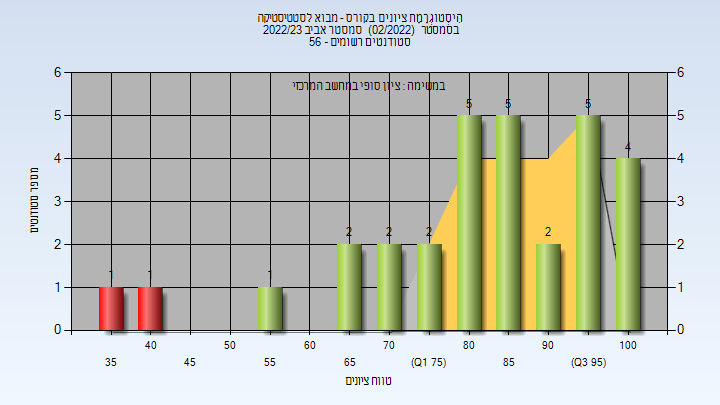 היסטוגרמת ציונים בקורס - מבוא לסטטיסטיקה
בסמסטר (02/2022) סמסטר אביב 2022/23
סטודנטים רשומים - 56
במשימה : ציון סופי במחשב המרכזי
מספר סטודנטים
6 6
5 5
4 4
3 3
2 2
1 1
0 0
1 1 1 2 2 2 5 5 2 5 4
40 50 60 70 80 90 100
35 45 55 65 (Q1 75) 85 (Q3 95)
טווח ציונים